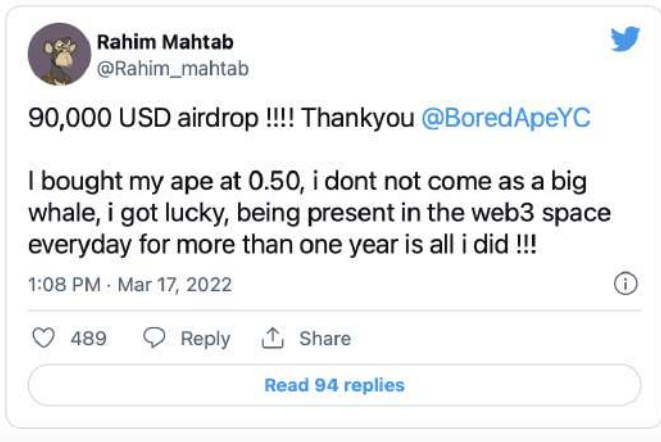 Rahim Mahtab
@Rahim_mahtab
90,000 USD airdrop !!!! Thankyou @BoredApeYC
I bought my ape at 0.50, i dont not come as a big
whale, i got lucky, being present in the web3 space
everyday for more than one year is all i did !!!
1:08 PM · Mar 17, 2022
489 Reply Share
Read 94 replies